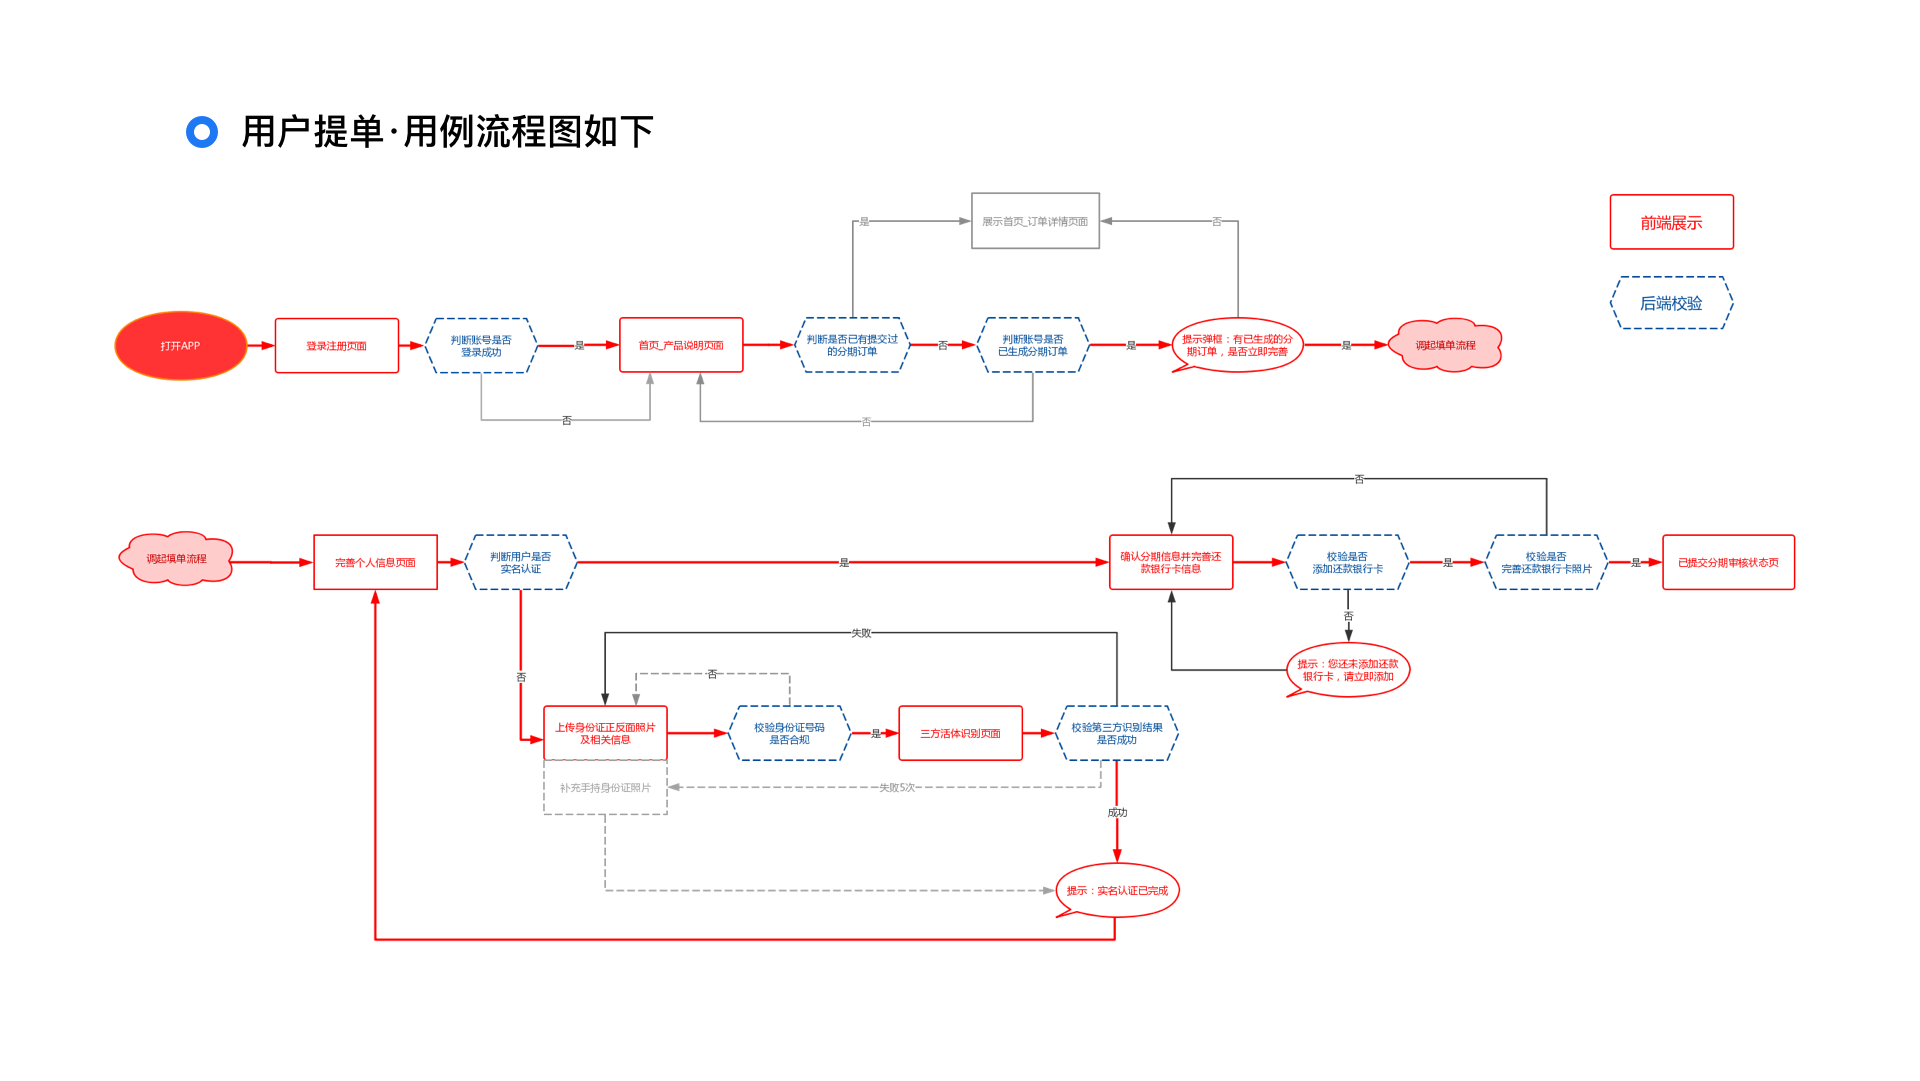 用户提单·用例流程图如下
前端展示
后端校验
是
展示首页_订单详情页面
否
打开APP
登录注册页面
判断账号是否
登录成功
是
首页_产品说明页面
判断是否已有提交过
的分期订单
否
判断账号是否
已生成分期订单
是
提示弹框：有已生成的分
期订单，是否立即完善
是
调起填单流程
否
否
否
调起填单流程
完善个人信息页面
判断用户是否
实名认证
是
确认分期信息并完善还
款银行卡信息
校验是否
添加还款银行卡
是
校验是否
完善还款银行卡照片
是
已提交分期审核状态页
否
失败
提示：您还未添加还款
银行卡，请立即添加
否
否
上传身份证正反面照片
及相关信息
校验身份证号码
是否合规
是
三方活体识别页面
校验第三方识别结果
是否成功
补充手持身份证照片
失败5次
成功
提示：实名认证已完成